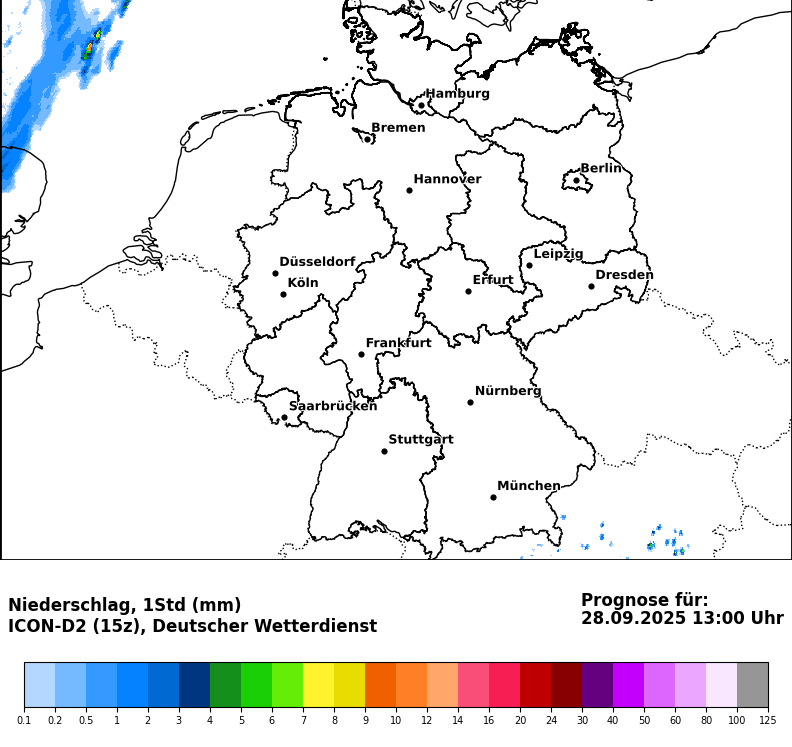 Hamburg
Bremen
Berlin
Hannover
Leipzig
Düsseldorf
Dresden
Köln
Erfurt
Frankfurt
Nürnberg
Saarbrücken
Stuttgart
München
Niederschlag, 1Std (mm)
ICON-D2 (15z), Deutscher Wetterdienst
Prognose für:
28.09.2025 13:00 Uhr
0.1 0.2 0.5 1 2 3 4 5 6 7 8 9 10 12 14 16 20 24 30 40 50 60 80 100 125